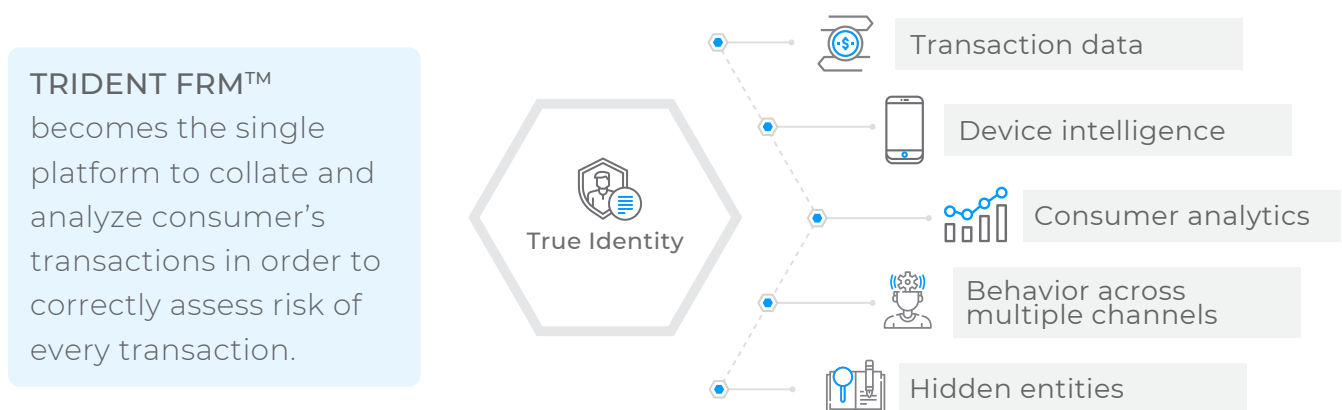 TRIDENT FRM™
becomes the single
platform to collate and
analyze consumer’s
transactions in order to
correctly assess risk of
every transaction.
True Identity
$
Transaction data
Device intelligence
Consumer analytics
Behavior across
multiple channels
Hidden entities